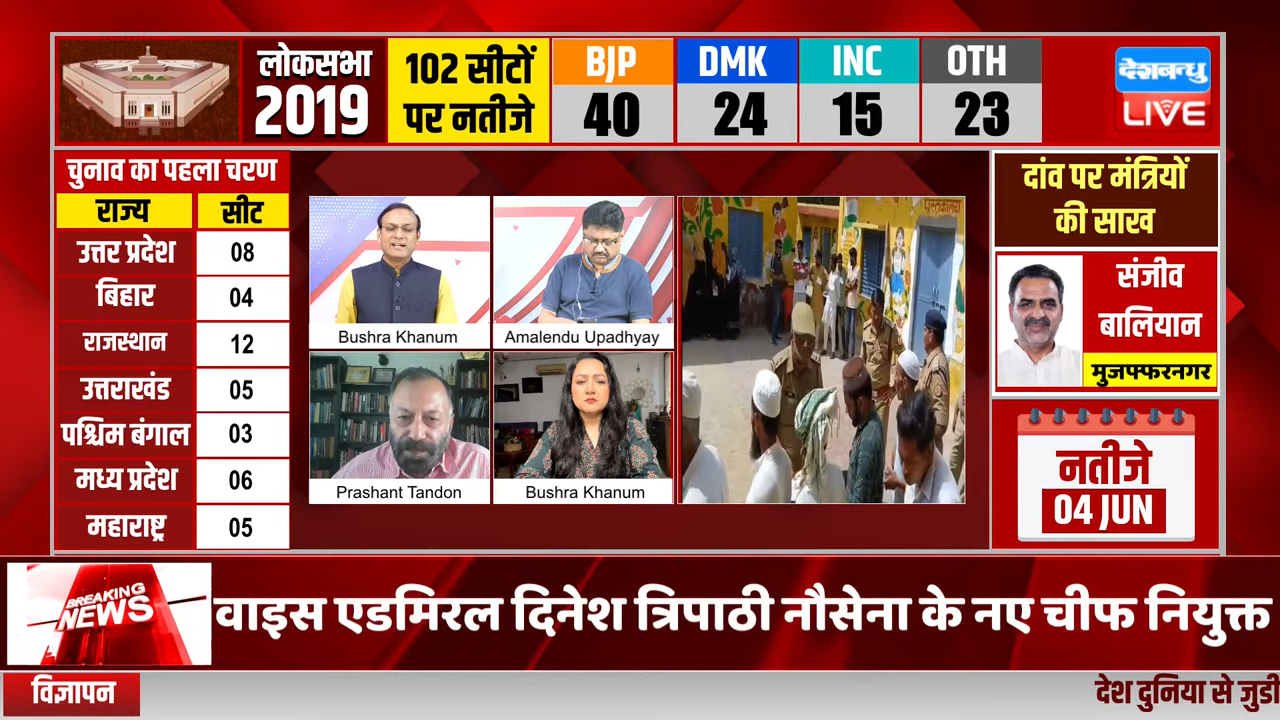 लोकसभा
2019
102 सीटों
पर नतीजे
BJP
40
DMK
24
INC
15
OTH
23
देशबन्धु
LIVE
चुनाव का पहला चरण
राज्य सीट
उत्तर प्रदेश 08
बिहार 04
राजस्थान 12
उत्तराखंड 05
पश्चिम बंगाल 03
मध्य प्रदेश 06
महाराष्ट्र 05
Bushra Khanum
Amalendu Upadhyay
Prashant Tandon
Bushra Khanum
पुस्तकालय
दांव पर मंत्रियों
की साख
संजीव
बालियान
मुजफ्फरनगर
नतीजे
04 JUN
BREAKING
NEWS
वाइस एडमिरल दिनेश त्रिपाठी नौसेना के नए चीफ नियुक्त
विज्ञापन
देश दुनिया से जुडी